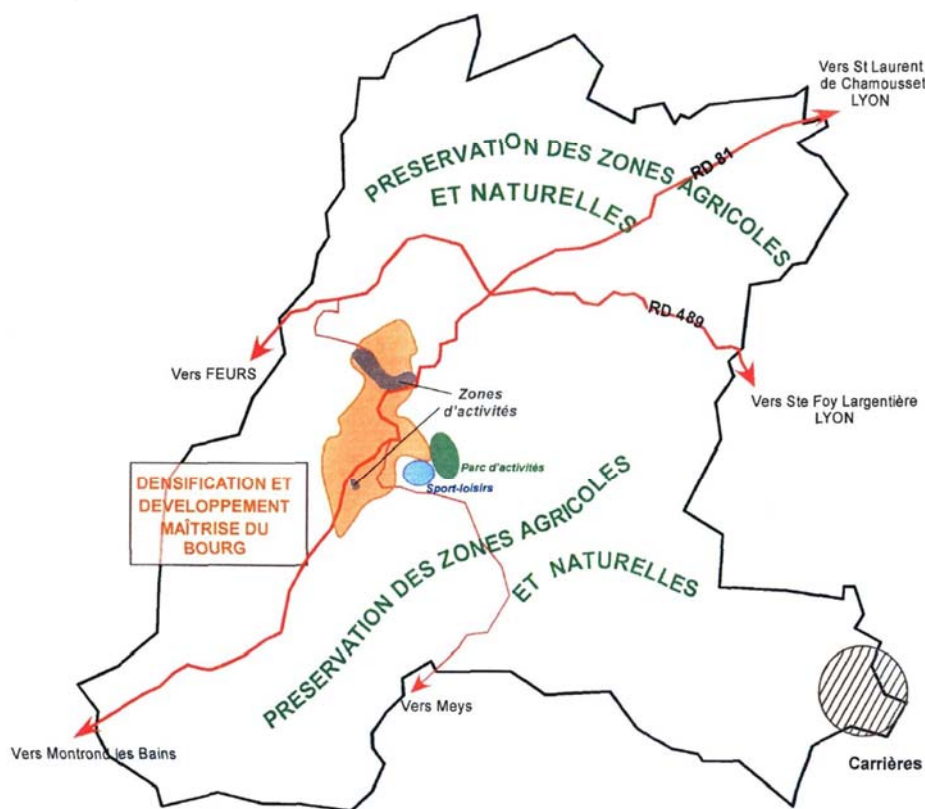 Vers St Laurent
de Chamousset
LYON
RD 81
PRESERVATION DES ZONES AGRICOLES
ET NATURELLES
RD 489
Vers FEURS
Vers Ste Foy Largentière
LYON
Zones
d'activités
Parc d'activités
Sport-loisirs
DENSIFICATION ET
DEVELOPPEMENT
MAÎTRISE DU
BOURG
PRESERVATION DES ZONES AGRICOLES
ET NATURELLES
Vers Meys
Vers Montrond les Bains
Carrières